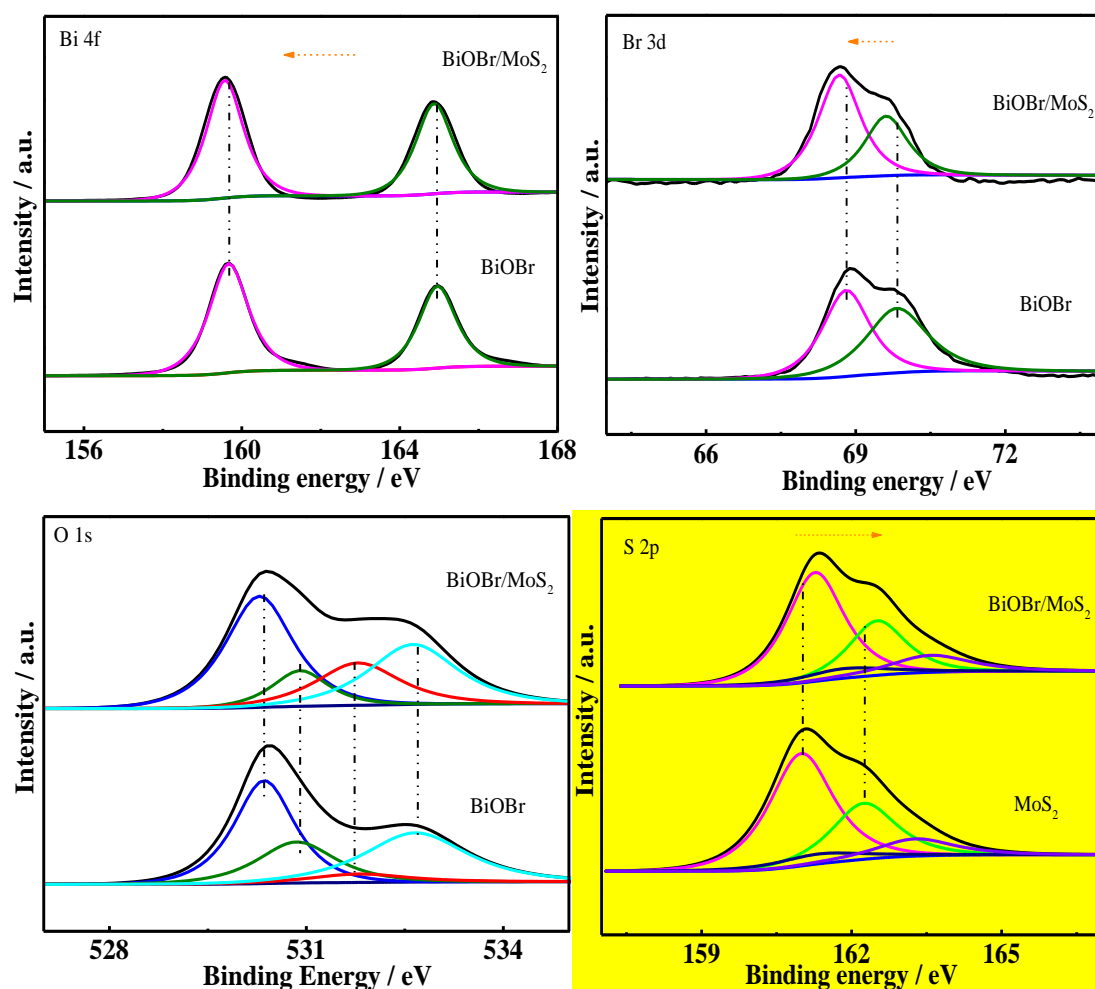 Bi 4f
BiOBr/MoS₂
BiOBr
Intensity / a.u.
156 160 164 168
Binding energy / eV
Br 3d
BiOBr/MoS₂
BiOBr
Intensity / a.u.
66 69 72
Binding energy / eV
O 1s
BiOBr/MoS₂
BiOBr
Intensity / a.u.
528 531 534
Binding Energy / eV
S 2p
BiOBr/MoS₂
MoS₂
Intensity / a.u.
159 162 165
Binding energy / eV